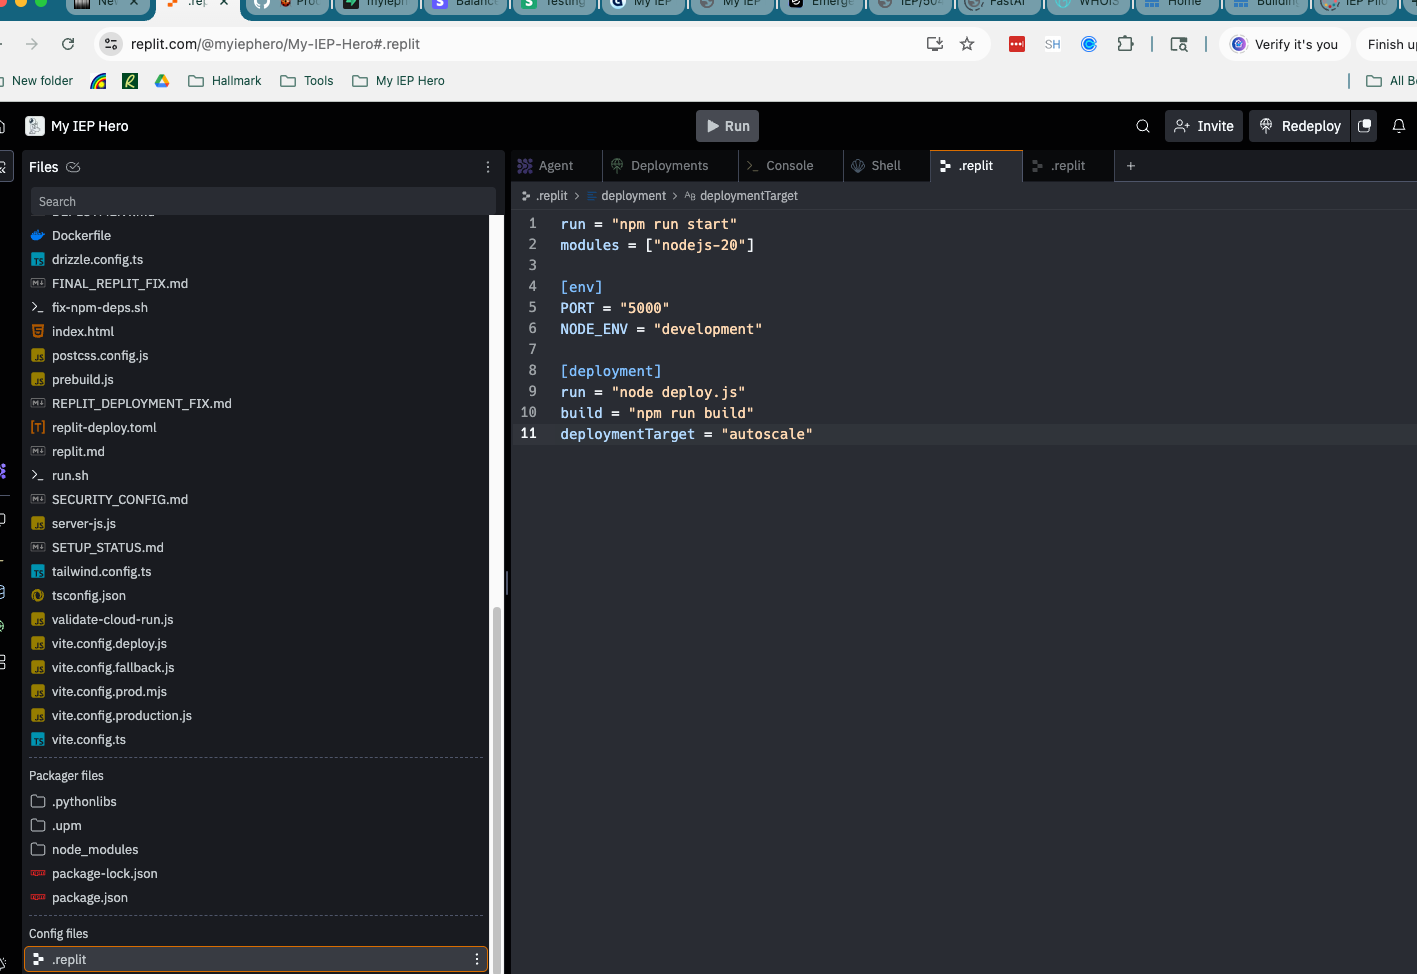 .rep
Prot
myieph
Balance
Testing
My IEP
My IEP
Emerge
IEP/504
FastAI
WHOIS
Home
Building
IEP Pilo
replit.com/@myiephero/My-IEP-Hero#.replit
SH
Verify it's you
Finish up
New folder
Hallmark
Tools
My IEP Hero
All B
My IEP Hero
Run
Invite
Redeploy
Files
Agent
Deployments
Console
Shell
.replit
.replit
Search
.replit > deployment > deploymentTarget
Dockerfile
drizzle.config.ts
FINAL_REPLIT_FIX.md
fix-npm-deps.sh
index.html
postcss.config.js
prebuild.js
REPLIT_DEPLOYMENT_FIX.md
replit-deploy.toml
replit.md
run.sh
SECURITY_CONFIG.md
server-js.js
SETUP_STATUS.md
tailwind.config.ts
tsconfig.json
validate-cloud-run.js
vite.config.deploy.js
vite.config.fallback.js
vite.config.prod.mjs
vite.config.production.js
vite.config.ts
Packager files
.pythonlibs
.upm
node_modules
package-lock.json
package.json
Config files
.replit
1 run = "npm run start"
2 modules = ["nodejs-20"]
3
4 [env]
5 PORT = "5000"
6 NODE_ENV = "development"
7
8 [deployment]
9 run = "node deploy.js"
10 build = "npm run build"
11 deploymentTarget = "autoscale"